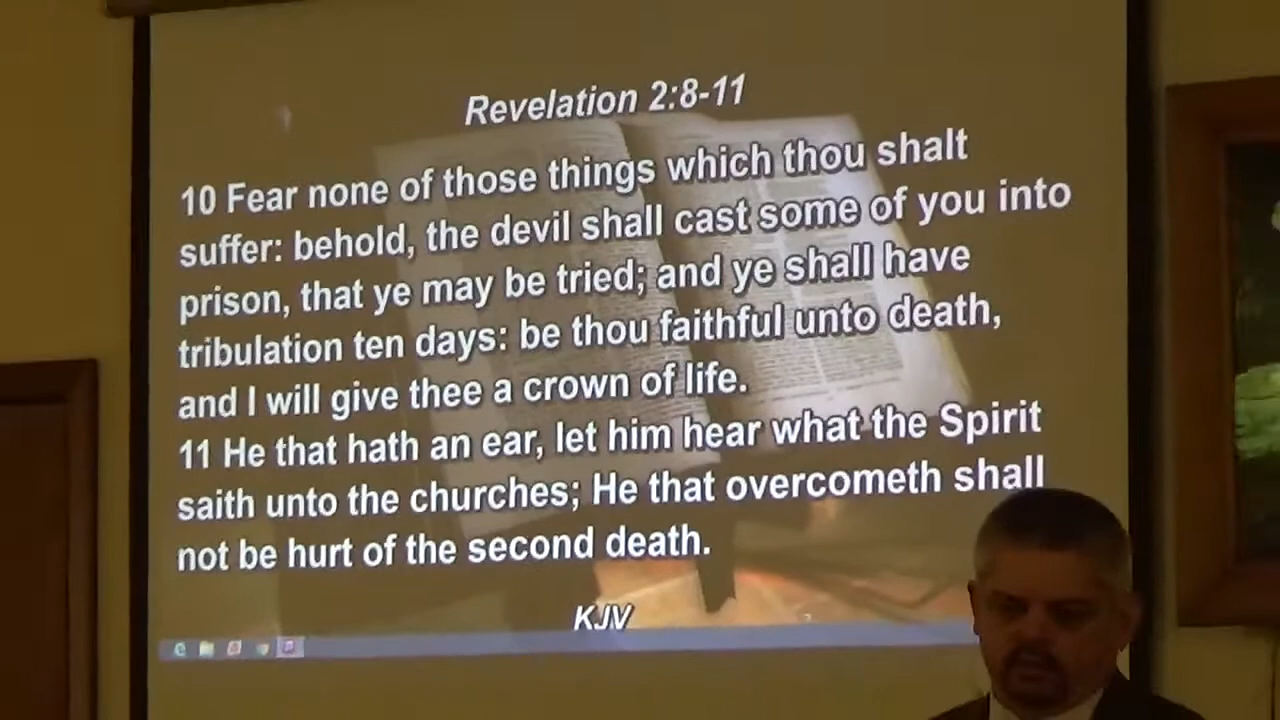 Revelation 2:8-11
10 Fear none of those things which thou shalt
suffer: behold, the devil shall cast some of you into
prison, that ye may be tried; and ye shall have
tribulation ten days: be thou faithful unto death,
and I will give thee a crown of life.
11 He that hath an ear, let him hear what the Spirit
saith unto the churches; He that overcometh shall
not be hurt of the second death.
KJV